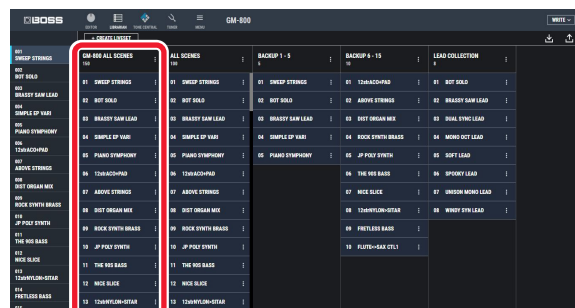 BOSS
EDITOR
LIBRARIAN
TONE CENTRAL
TUNER
MENU
GM-800
WRITE
+ CREATE LIVESET
001
SWEEP STRINGS
002
BOT SOLO
003
BRASSY SAW LEAD
004
SIMPLE EP VARI
005
PIANO SYMPHONY
006
12strACO+PAD
007
ABOVE STRINGS
008
DIST ORGAN MIX
009
ROCK SYNTH BRASS
010
JP POLY SYNTH
011
THE 90S BASS
012
NICE SLICE
013
12strNYLON+SITAR
014
FRETLESS BASS
015
GM-800 ALL SCENES
150
01 SWEEP STRINGS
02 BOT SOLO
03 BRASSY SAW LEAD
04 SIMPLE EP VARI
05 PIANO SYMPHONY
06 12strACO+PAD
07 ABOVE STRINGS
08 DIST ORGAN MIX
09 ROCK SYNTH BRASS
10 JP POLY SYNTH
11 THE 90S BASS
12 NICE SLICE
13 12strNYLON+SITAR
ALL SCENES
100
01 SWEEP STRINGS
02 BOT SOLO
03 BRASSY SAW LEAD
04 SIMPLE EP VARI
05 PIANO SYMPHONY
06 12strACO+PAD
07 ABOVE STRINGS
08 DIST ORGAN MIX
09 ROCK SYNTH BRASS
10 JP POLY SYNTH
11 THE 90S BASS
12 NICE SLICE
13 12strNYLON+SITAR
BACKUP 1 - 5
5
01 SWEEP STRINGS
02 BOT SOLO
03 BRASSY SAW LEAD
04 SIMPLE EP VARI
05 PIANO SYMPHONY
BACKUP 6 - 15
10
01 12strACO+PAD
02 ABOVE STRINGS
03 DIST ORGAN MIX
04 ROCK SYNTH BRASS
05 JP POLY SYNTH
06 THE 90S BASS
07 NICE SLICE
08 12strNYLON+SITAR
09 FRETLESS BASS
10 FLUTE<>SAX CTL1
LEAD COLLECTION
8
01 BOT SOLO
02 BRASSY SAW LEAD
03 DUAL SYNC LEAD
04 MONO OCT LEAD
05 SOFT LEAD
06 SPOOKY LEAD
07 UNISON MONO LEAD
08 WINDY SYN LEAD